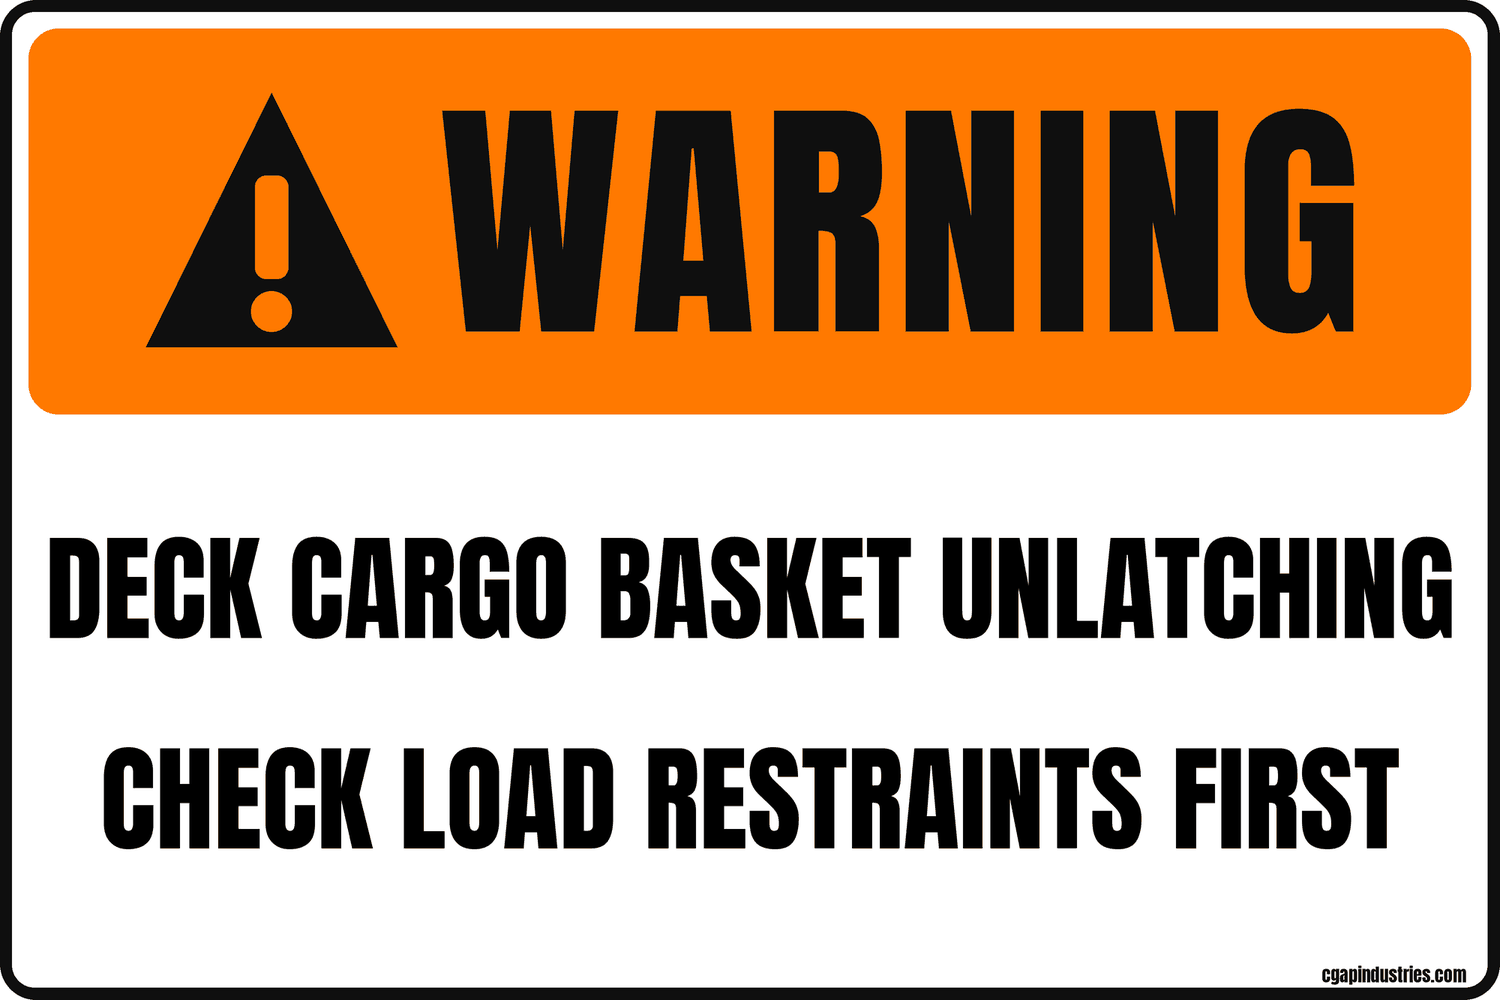 WARNING
DECK CARGO BASKET UNLATCHING
CHECK LOAD RESTRAINTS FIRST
cgapindustries.com